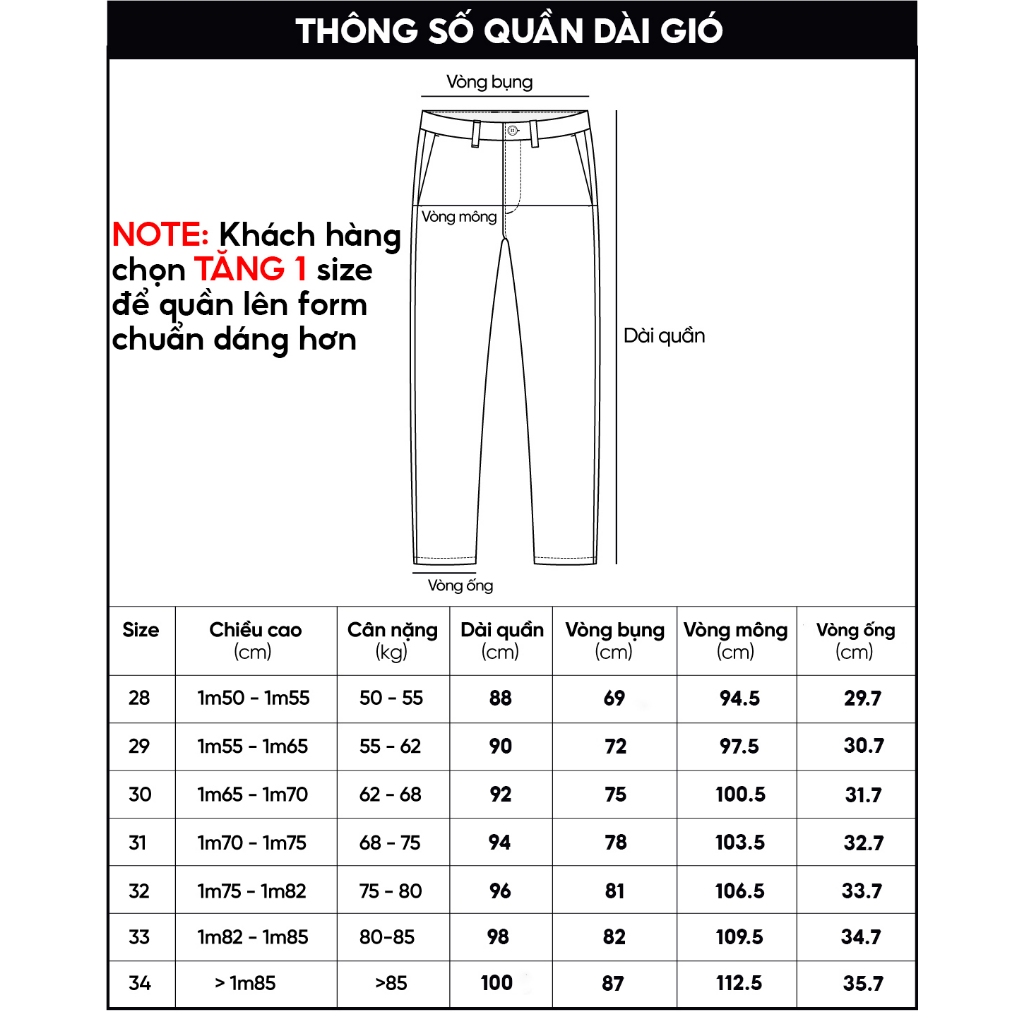 THÔNG SỐ QUẦN DÀI GIÓ
Vòng bụng
Vòng mông
NOTE: Khách hàng
chọn TĂNG 1 size
để quần lên form
chuẩn dáng hơn
Dài quần
Vòng ống
Size Chiều cao Cân nặng Dài quần Vòng bụng Vòng mông Vòng ống
(cm) (kg) (cm) (cm) (cm) (cm)
28 1m50 - 1m55 50 - 55 88 69 94.5 29.7
29 1m55 - 1m65 55 - 62 90 72 97.5 30.7
30 1m65 - 1m70 62 - 68 92 75 100.5 31.7
31 1m70 - 1m75 68 - 75 94 78 103.5 32.7
32 1m75 - 1m82 75 - 80 96 81 106.5 33.7
33 1m82 - 1m85 80-85 98 82 109.5 34.7
34 > 1m85 >85 100 87 112.5 35.7